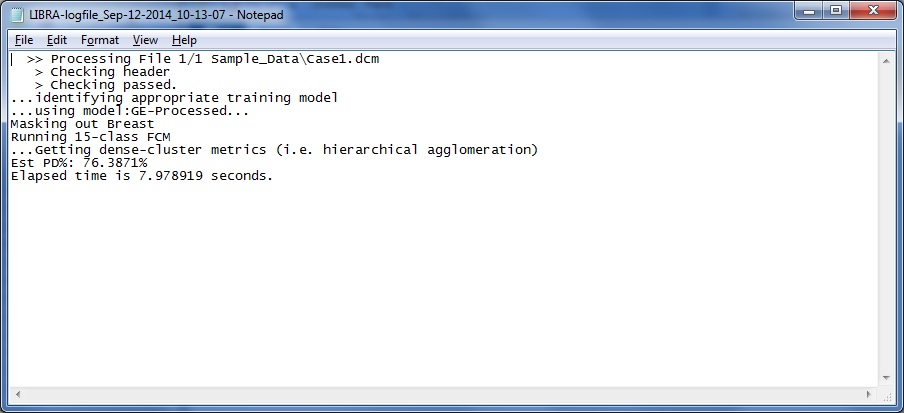 LIBRA-logfile_Sep-12-2014_10-13-07 - Notepad
File Edit Format View Help
>> Processing File 1/1 Sample_Data\Case1.dcm
> Checking header
> Checking passed.
...identifying appropriate training model
...using model:GE-Processed...
Masking out Breast
Running 15-class FCM
...Getting dense-cluster metrics (i.e. hierarchical agglomeration)
Est PD%: 76.3871%
Elapsed time is 7.978919 seconds.